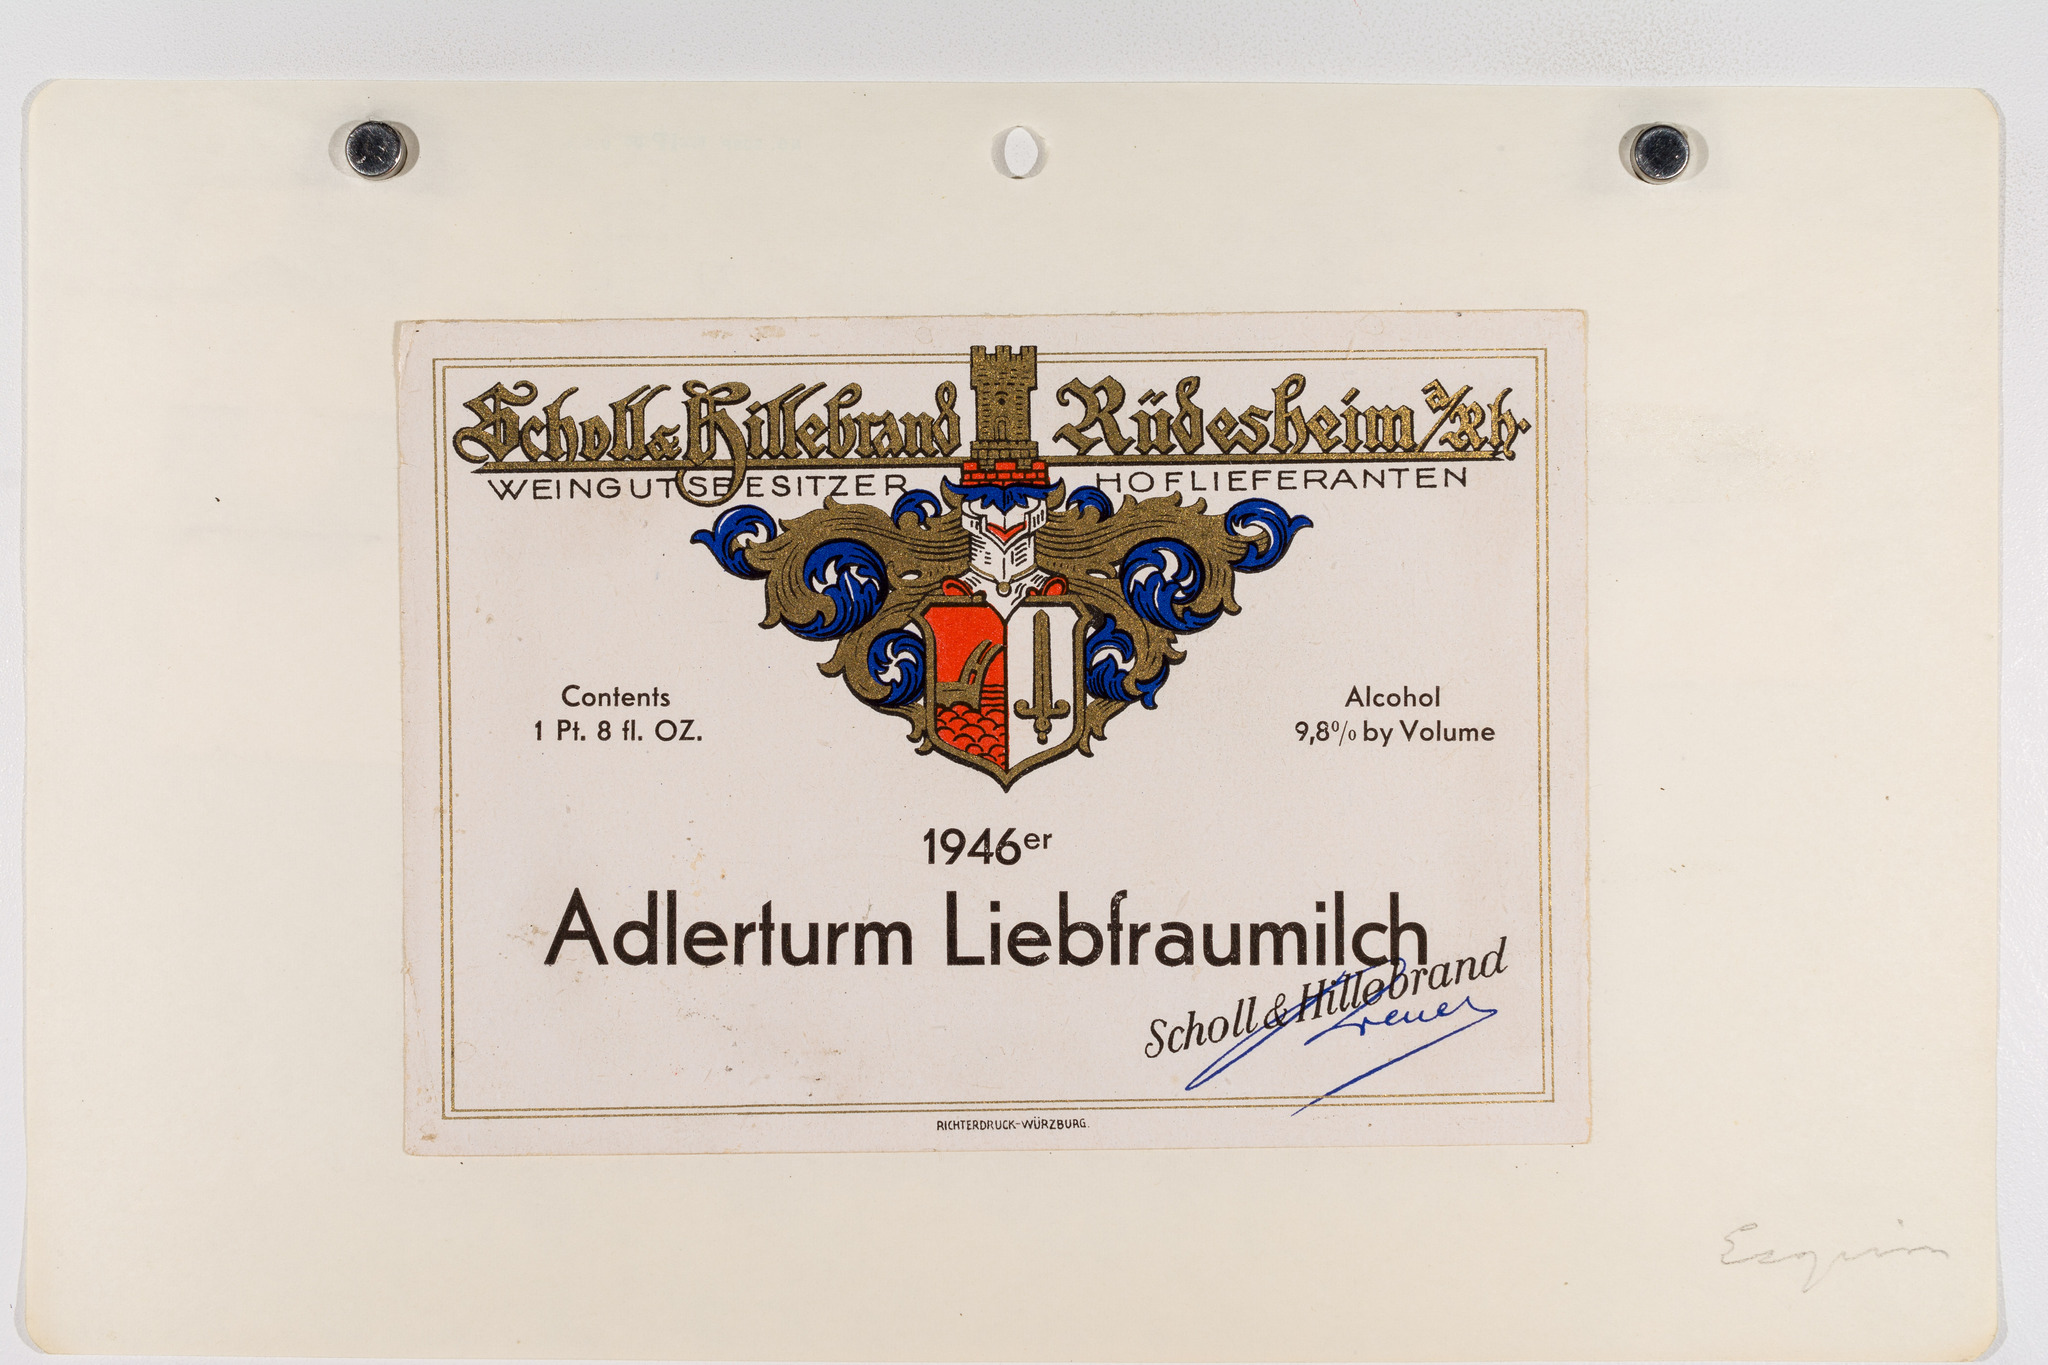 Scholl & Hillebrand Rüdesheim a/Rh.
WEINGUTSBESITZER HOFLIEFERANTEN
Contents
1 Pt. 8 fl. OZ.
Alcohol
9,8% by Volume
1946er
Adlerturm Liebfraumilch
Scholl & Hillebrand
RICHTERDRUCK-WÜRZBURG.
Esquin